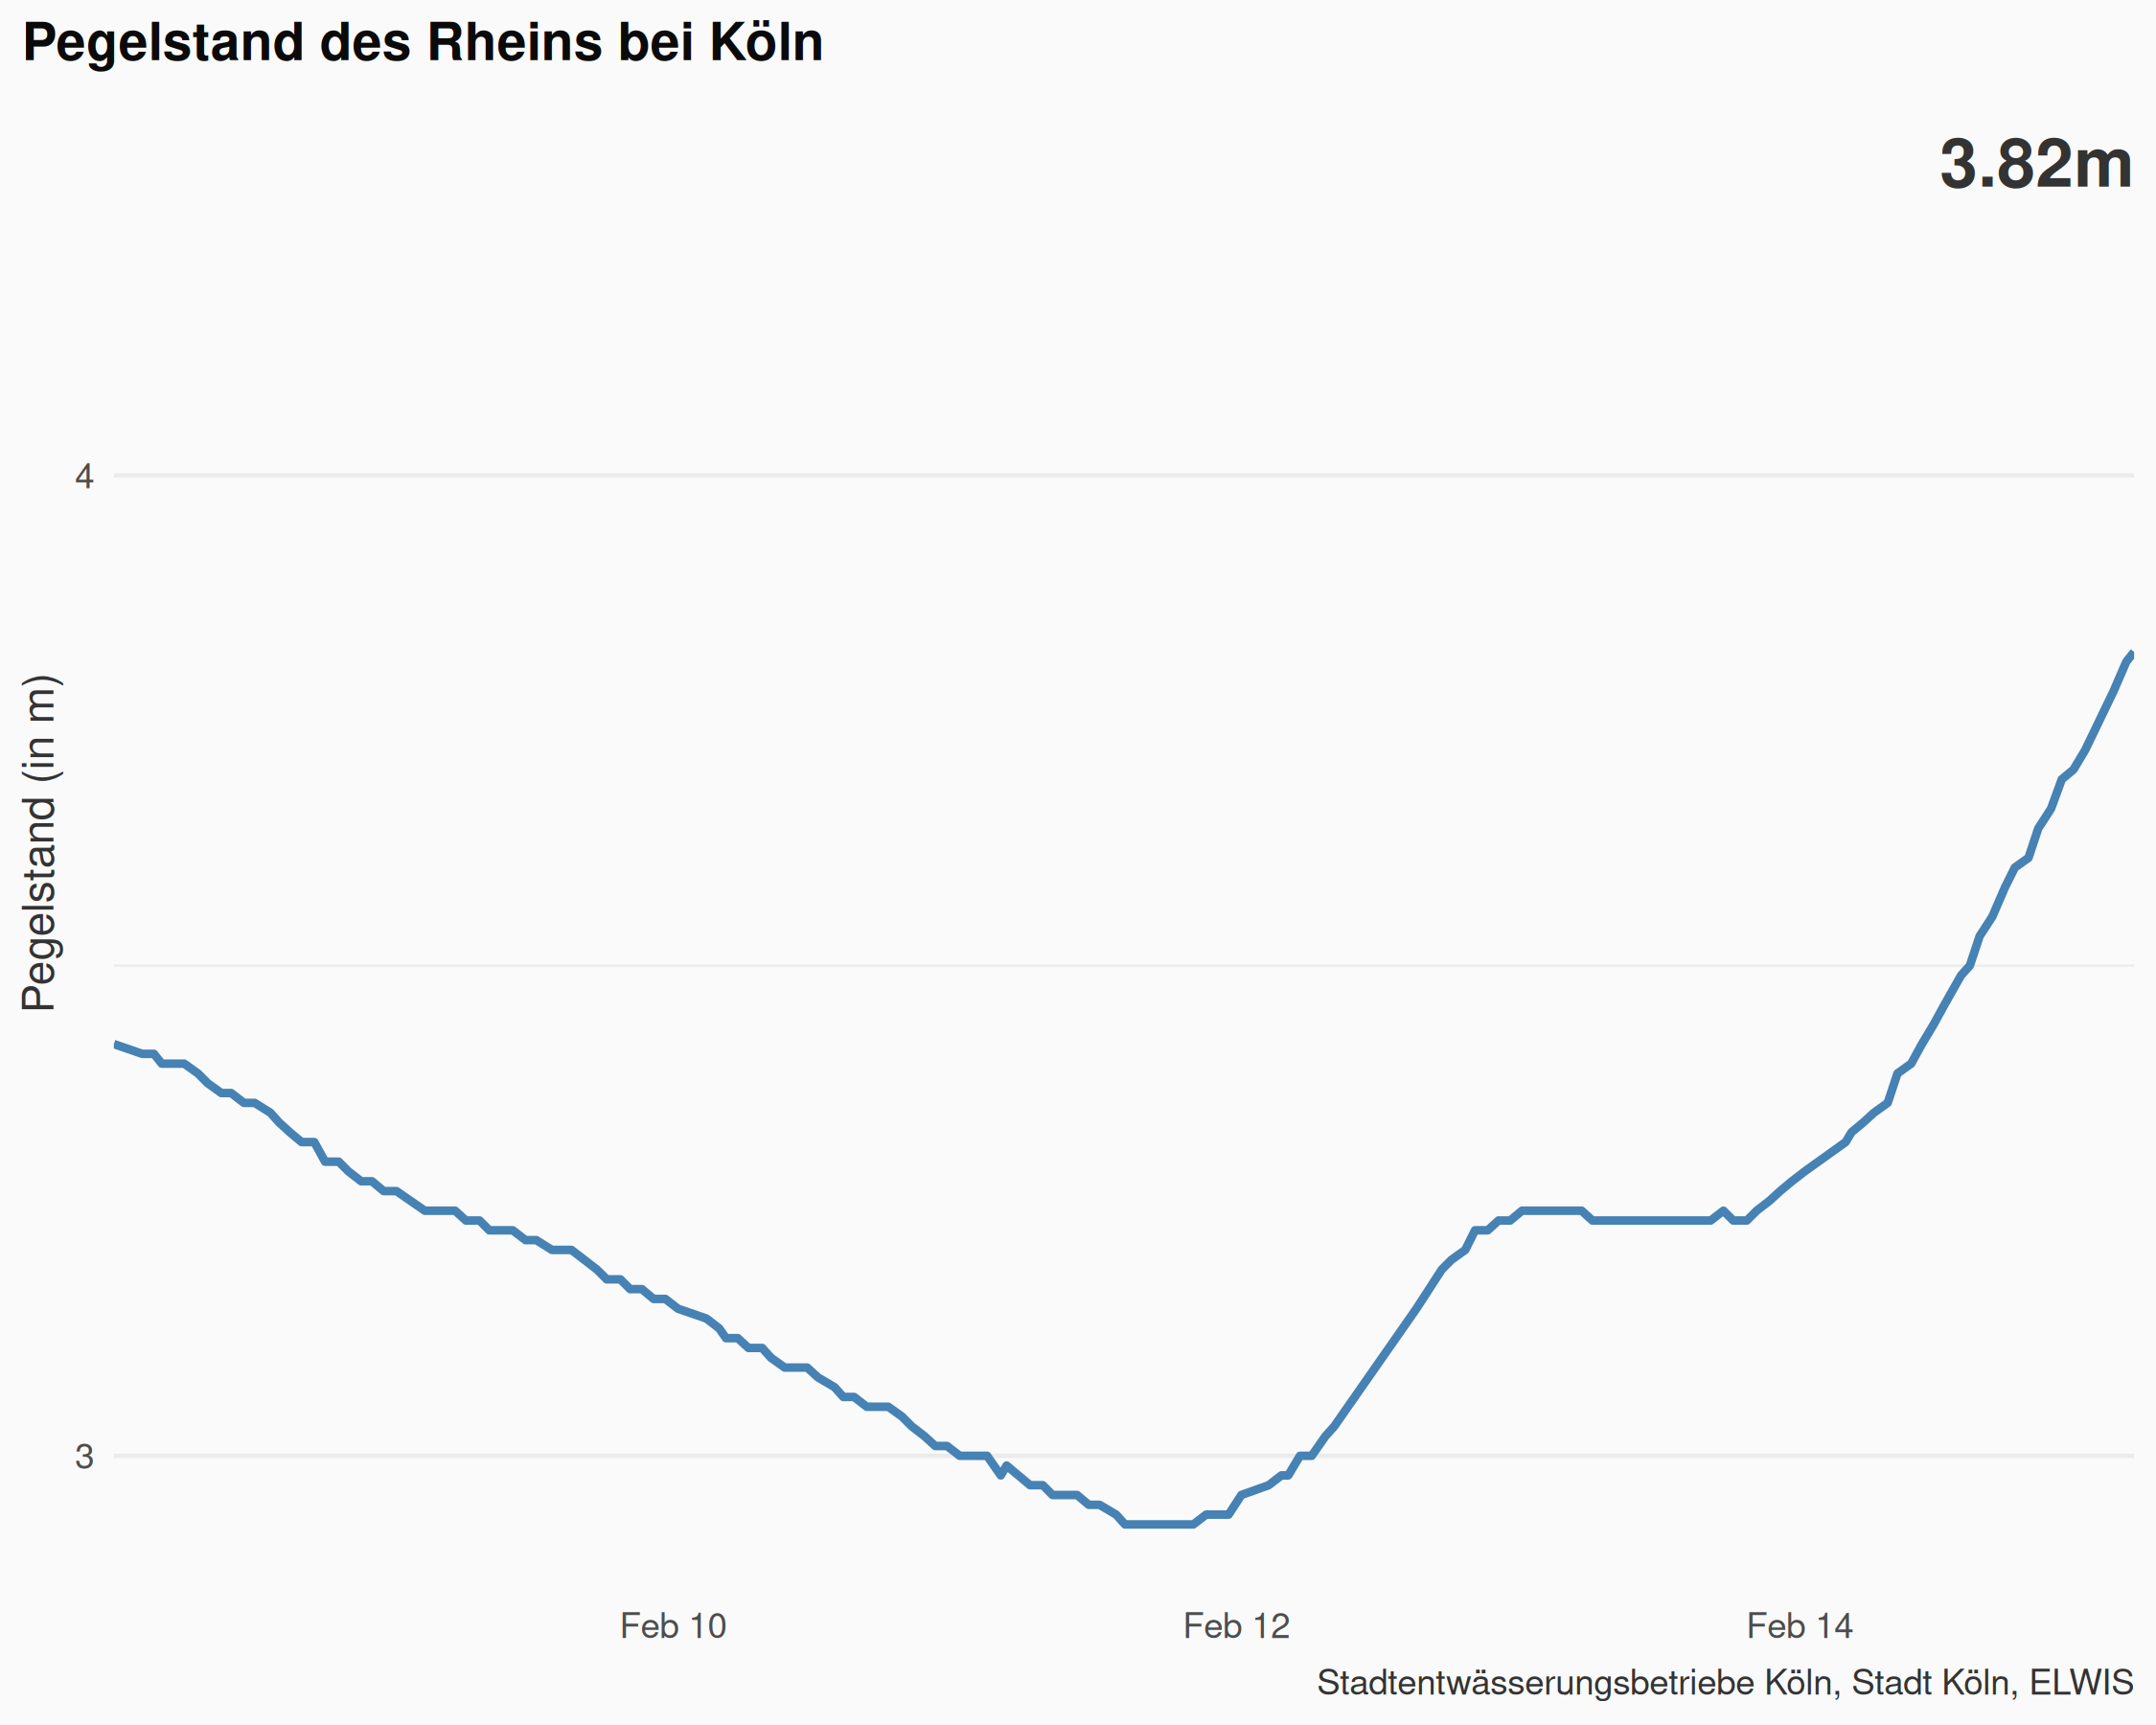 Pegelstand des Rheins bei Köln
3.82m
4
Pegelstand (in m)
3
Feb 10
Feb 12
Feb 14
Stadtentwässerungsbetriebe Köln, Stadt Köln, ELWIS